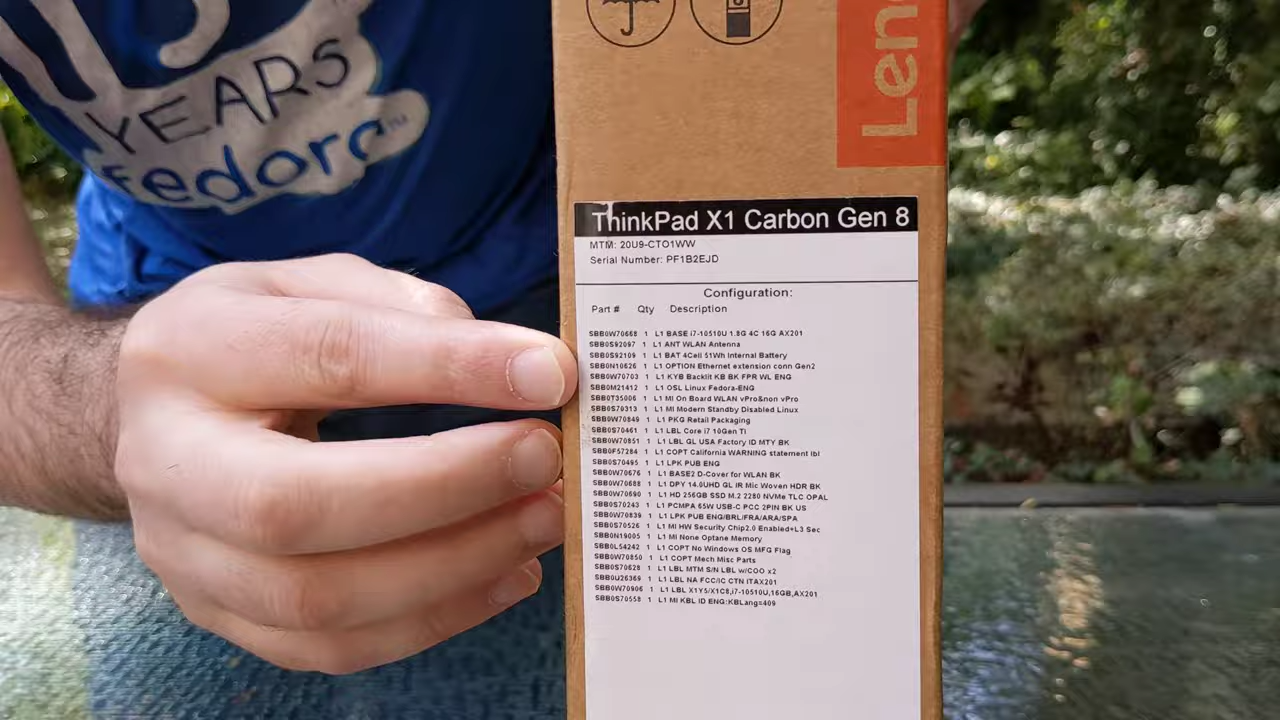 YEARS
fedora™
Len
ThinkPad X1 Carbon Gen 8
MTM: 20U9-CTO1WW
Serial Number: PF1B2EJD
Configuration:
Part # Qty Description
SBB0W70668 1 L1 BASE i7-10510U 1.8G 4C 16G AX201
SBB0S92097 1 L1 ANT WLAN Antenna
SBB0S92109 1 L1 BAT 4Cell 51Wh Internal Battery
SBB0N10626 1 L1 OPTION Ethernet extension conn Gen2
SBB0W70703 1 L1 KYB Backlit KB BK FPR WL ENG
SBB0M21412 1 L1 OSL Linux Fedora-ENG
SBB0T35006 1 L1 MI On Board WLAN vPro&non vPro
SBB0S70313 1 L1 MI Modern Standby Disabled Linux
SBB0W70849 1 L1 PKG Retail Packaging
SBB0S70461 1 L1 LBL Core i7 10Gen TI
SBB0W70851 1 L1 LBL GL USA Factory ID MTY BK
SBB0F57284 1 L1 COPT California WARNING statement lbl
SBB0S70495 1 L1 LPK PUB ENG
SBB0W70676 1 L1 BASE2 D-Cover for WLAN BK
SBB0W70688 1 L1 DPY 14.0UHD GL IR Mic Woven HDR BK
SBB0W70690 1 L1 HD 256GB SSD M.2 2280 NVMe TLC OPAL
SBB0S70243 1 L1 PCMPA 65W USB-C PCC 2PIN BK US
SBB0W70839 1 L1 LPK PUB ENG/BRL/FRA/ARA/SPA
SBB0S70526 1 L1 MI HW Security Chip2.0 Enabled+L3 Sec
SBB0N19005 1 L1 MI None Optane Memory
SBB0L54242 1 L1 COPT No Windows OS MFG Flag
SBB0W70850 1 L1 COPT Mech Misc Parts
SBB0S70628 1 L1 LBL MTM S/N LBL w/COO x2
SBB0U26369 1 L1 LBL NA FCC/IC CTN ITAX201
SBB0W70906 1 L1 LBL X1Y5/X1C8,i7-10510U,16GB,AX201
SBB0S70558 1 L1 MI KBL ID ENG:KBLang=409